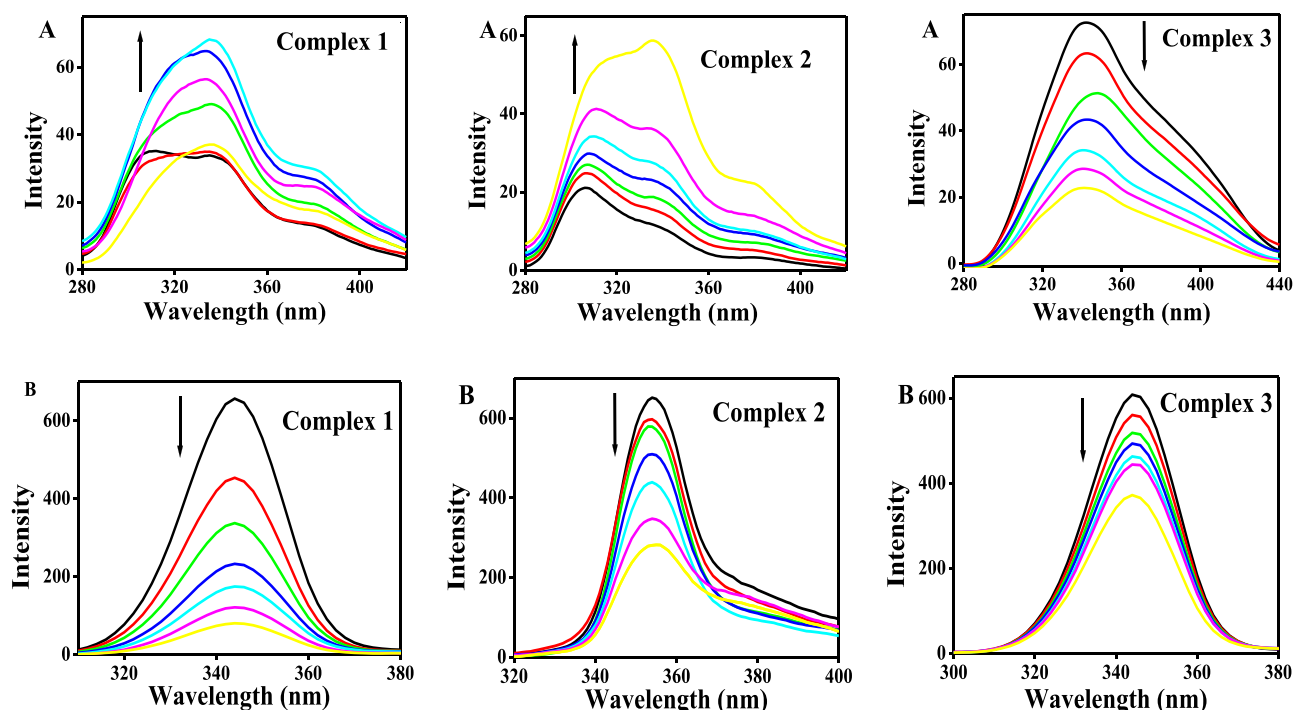 A
Complex 1
60
40
20
0
Intensity
280
320
360
400
Wavelength (nm)
A
Complex 2
60
40
20
0
Intensity
280
320
360
400
Wavelength (nm)
A
Complex 3
60
40
20
0
Intensity
280
320
360
400
440
Wavelength (nm)
B
Complex 1
600
400
200
0
Intensity
320
340
360
380
Wavelength (nm)
B
Complex 2
600
400
200
0
Intensity
320
340
360
380
400
Wavelength (nm)
B
Complex 3
600
400
200
0
Intensity
300
320
340
360
380
Wavelength (nm)